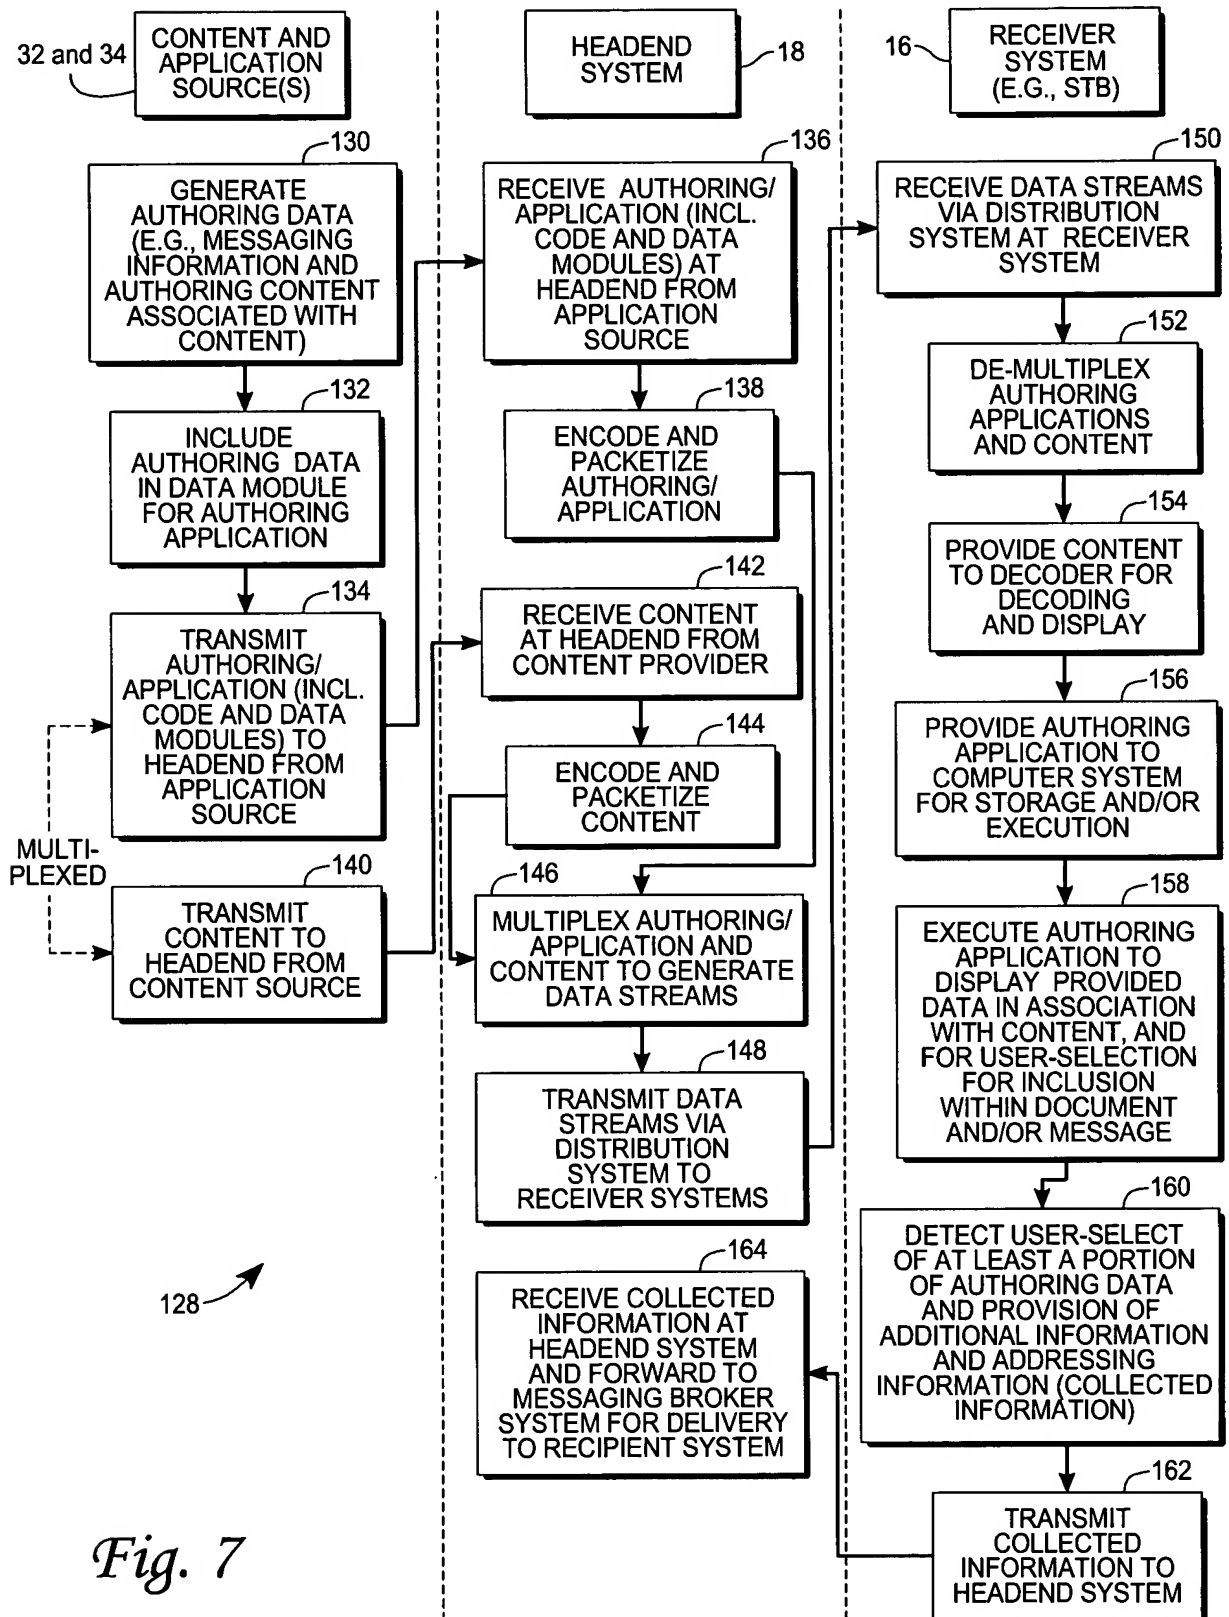 32 and 34
CONTENT AND
APPLICATION
SOURCE(S)
130
GENERATE
AUTHORING DATA
(E.G., MESSAGING
INFORMATION AND
AUTHORING CONTENT
ASSOCIATED WITH
CONTENT)
132
INCLUDE
AUTHORING DATA
IN DATA MODULE
FOR AUTHORING
APPLICATION
134
TRANSMIT
AUTHORING/
APPLICATION (INCL.
CODE AND DATA
MODULES) TO
HEADEND FROM
APPLICATION
SOURCE
MULTI-
PLEXED
140
TRANSMIT
CONTENT TO
HEADEND FROM
CONTENT SOURCE
128
HEADEND
SYSTEM
18
136
RECEIVE AUTHORING/
APPLICATION (INCL.
CODE AND DATA
MODULES) AT
HEADEND FROM
APPLICATION
SOURCE
138
ENCODE AND
PACKETIZE
AUTHORING/
APPLICATION
142
RECEIVE CONTENT
AT HEADEND FROM
CONTENT PROVIDER
144
ENCODE AND
PACKETIZE
CONTENT
146
MULTIPLEX AUTHORING/
APPLICATION AND
CONTENT TO GENERATE
DATA STREAMS
148
TRANSMIT DATA
STREAMS VIA
DISTRIBUTION
SYSTEM TO
RECEIVER SYSTEMS
164
RECEIVE COLLECTED
INFORMATION AT
HEADEND SYSTEM
AND FORWARD TO
MESSAGING BROKER
SYSTEM FOR DELIVERY
TO RECIPIENT SYSTEM
16
RECEIVER
SYSTEM
(E.G., STB)
150
RECEIVE DATA STREAMS
VIA DISTRIBUTION
SYSTEM AT RECEIVER
SYSTEM
152
DE-MULTIPLEX
AUTHORING
APPLICATIONS
AND CONTENT
154
PROVIDE CONTENT
TO DECODER FOR
DECODING
AND DISPLAY
156
PROVIDE AUTHORING
APPLICATION TO
COMPUTER SYSTEM
FOR STORAGE AND/OR
EXECUTION
158
EXECUTE AUTHORING
APPLICATION TO
DISPLAY PROVIDED
DATA IN ASSOCIATION
WITH CONTENT, AND
FOR USER-SELECTION
FOR INCLUSION
WITHIN DOCUMENT
AND/OR MESSAGE
160
DETECT USER-SELECT
OF AT LEAST A PORTION
OF AUTHORING DATA
AND PROVISION OF
ADDITIONAL INFORMATION
AND ADDRESSING
INFORMATION (COLLECTED
INFORMATION)
162
TRANSMIT
COLLECTED
INFORMATION TO
HEADEND SYSTEM
Fig. 7